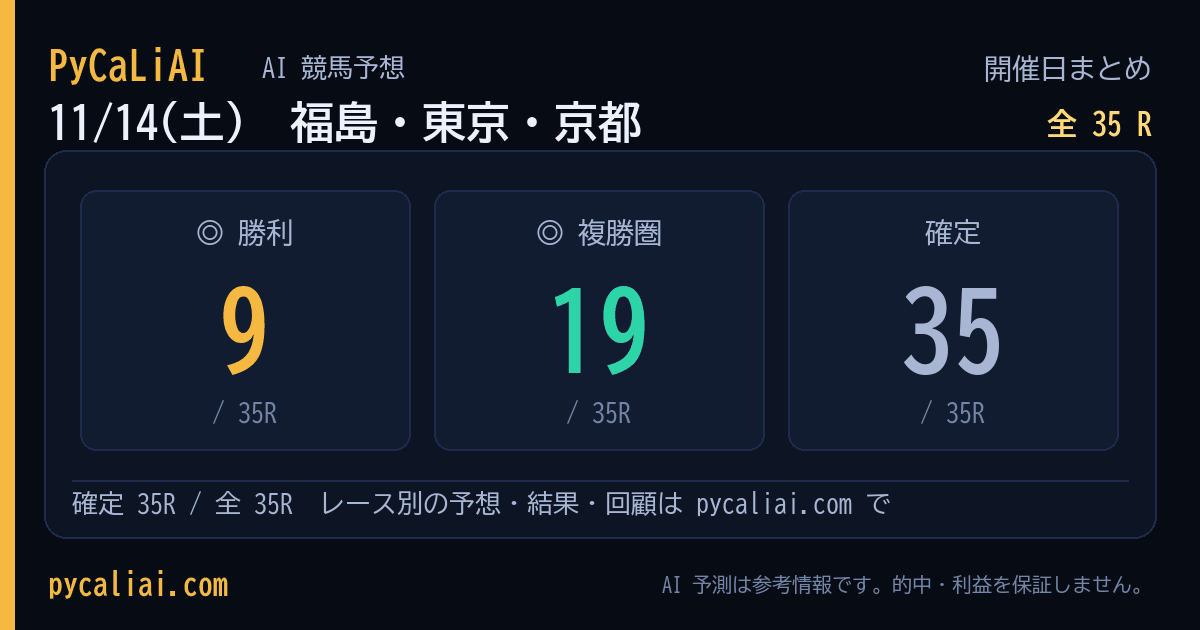 PyCaLiAI AI 競馬予想 開催日まとめ
11/14(土) 福島・東京・京都 全 35 R
◎ 勝利 ◎ 複勝圏 確定
9 19 35
/ 35R / 35R / 35R
確定 35R / 全 35R レース別の予想・結果・回顧は pycaliai.com で
pycaliai.com AI 予測は参考情報です。的中・利益を保証しません。